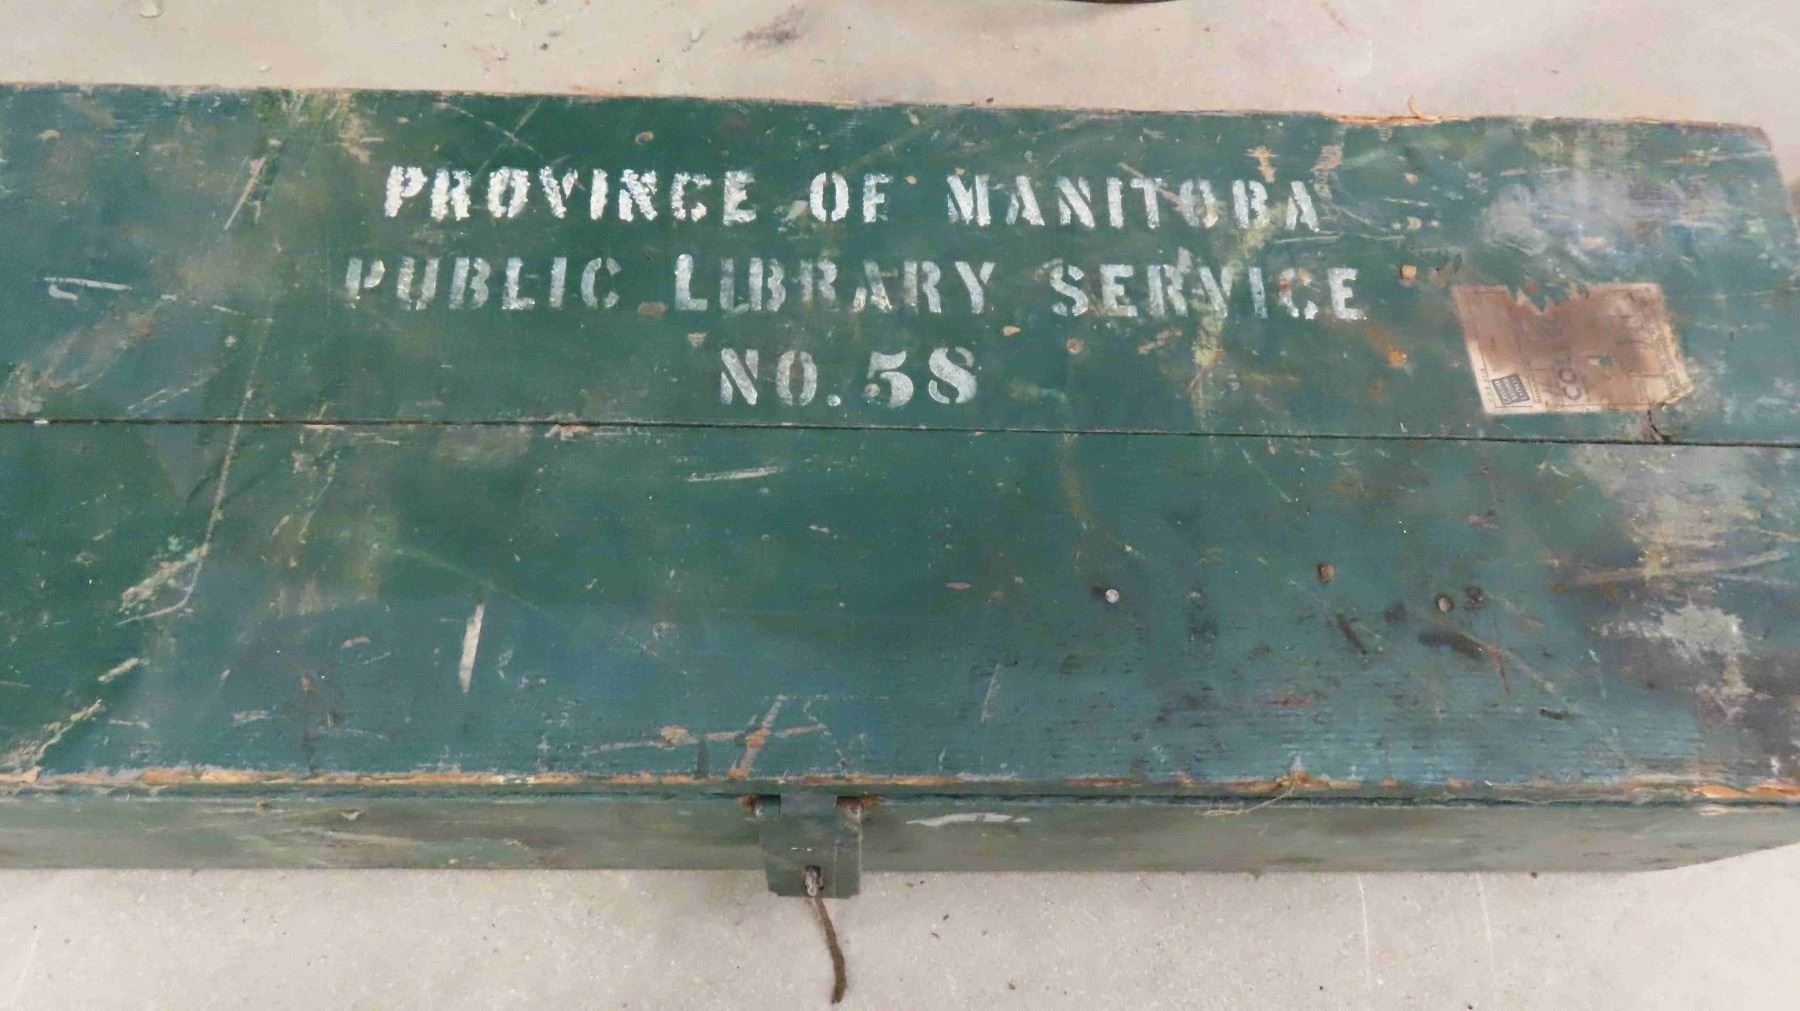 PROVINCE OF MANITOBA
PUBLIC LIBRARY SERVICE
NO. 58